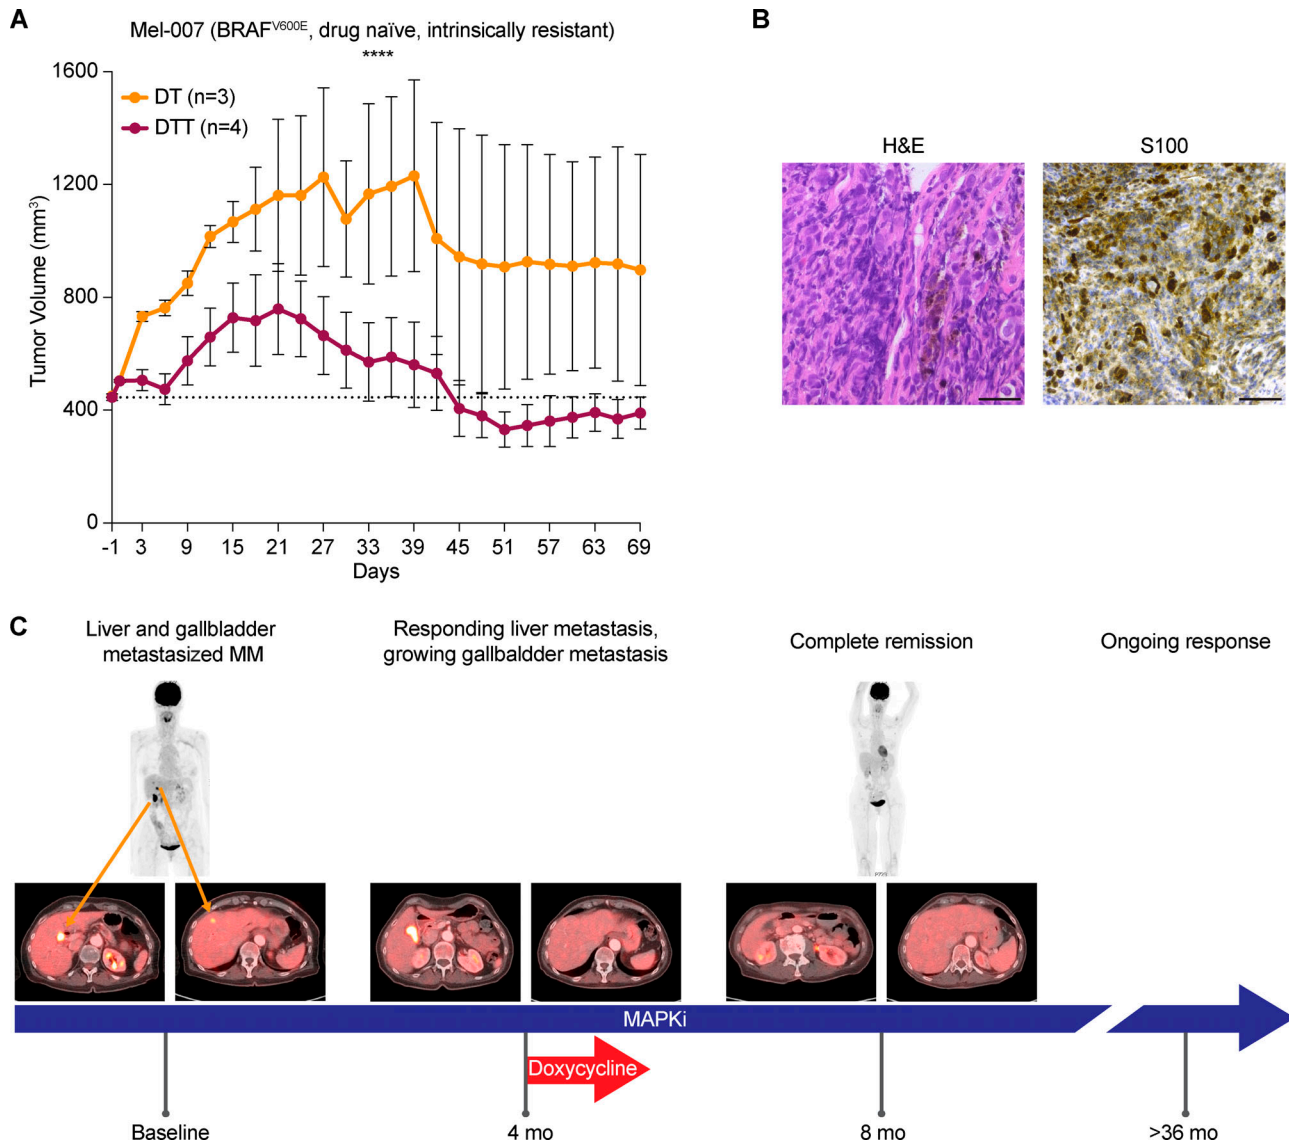 A
Mel-007 (BRAFV600E, drug naïve, intrinsically resistant)
****
DT (n=3)
DTT (n=4)
Tumor Volume (mm3)
1600
1200
800
400
0
-1 3 9 15 21 27 33 39 45 51 57 63 69
Days
B
H&E
S100
C
Liver and gallbladder
metastasized MM
Responding liver metastasis,
growing gallbaldder metastasis
Complete remission
Ongoing response
MAPKi
Doxycycline
Baseline
4 mo
8 mo
>36 mo